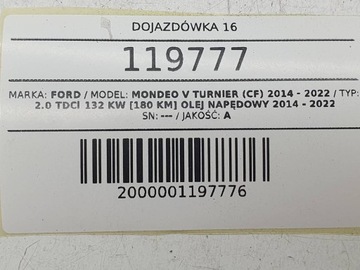 DOJAZDÓWKA 16
119777
MARKA: FORD / MODEL: MONDEO V TURNIER (CF) 2014 - 2022 / TYP:
2.0 TDCi 132 KW [180 KM] OLEJ NAPĘDOWY 2014 - 2022
SN: --- / JAKOŚĆ: A
2000001197776